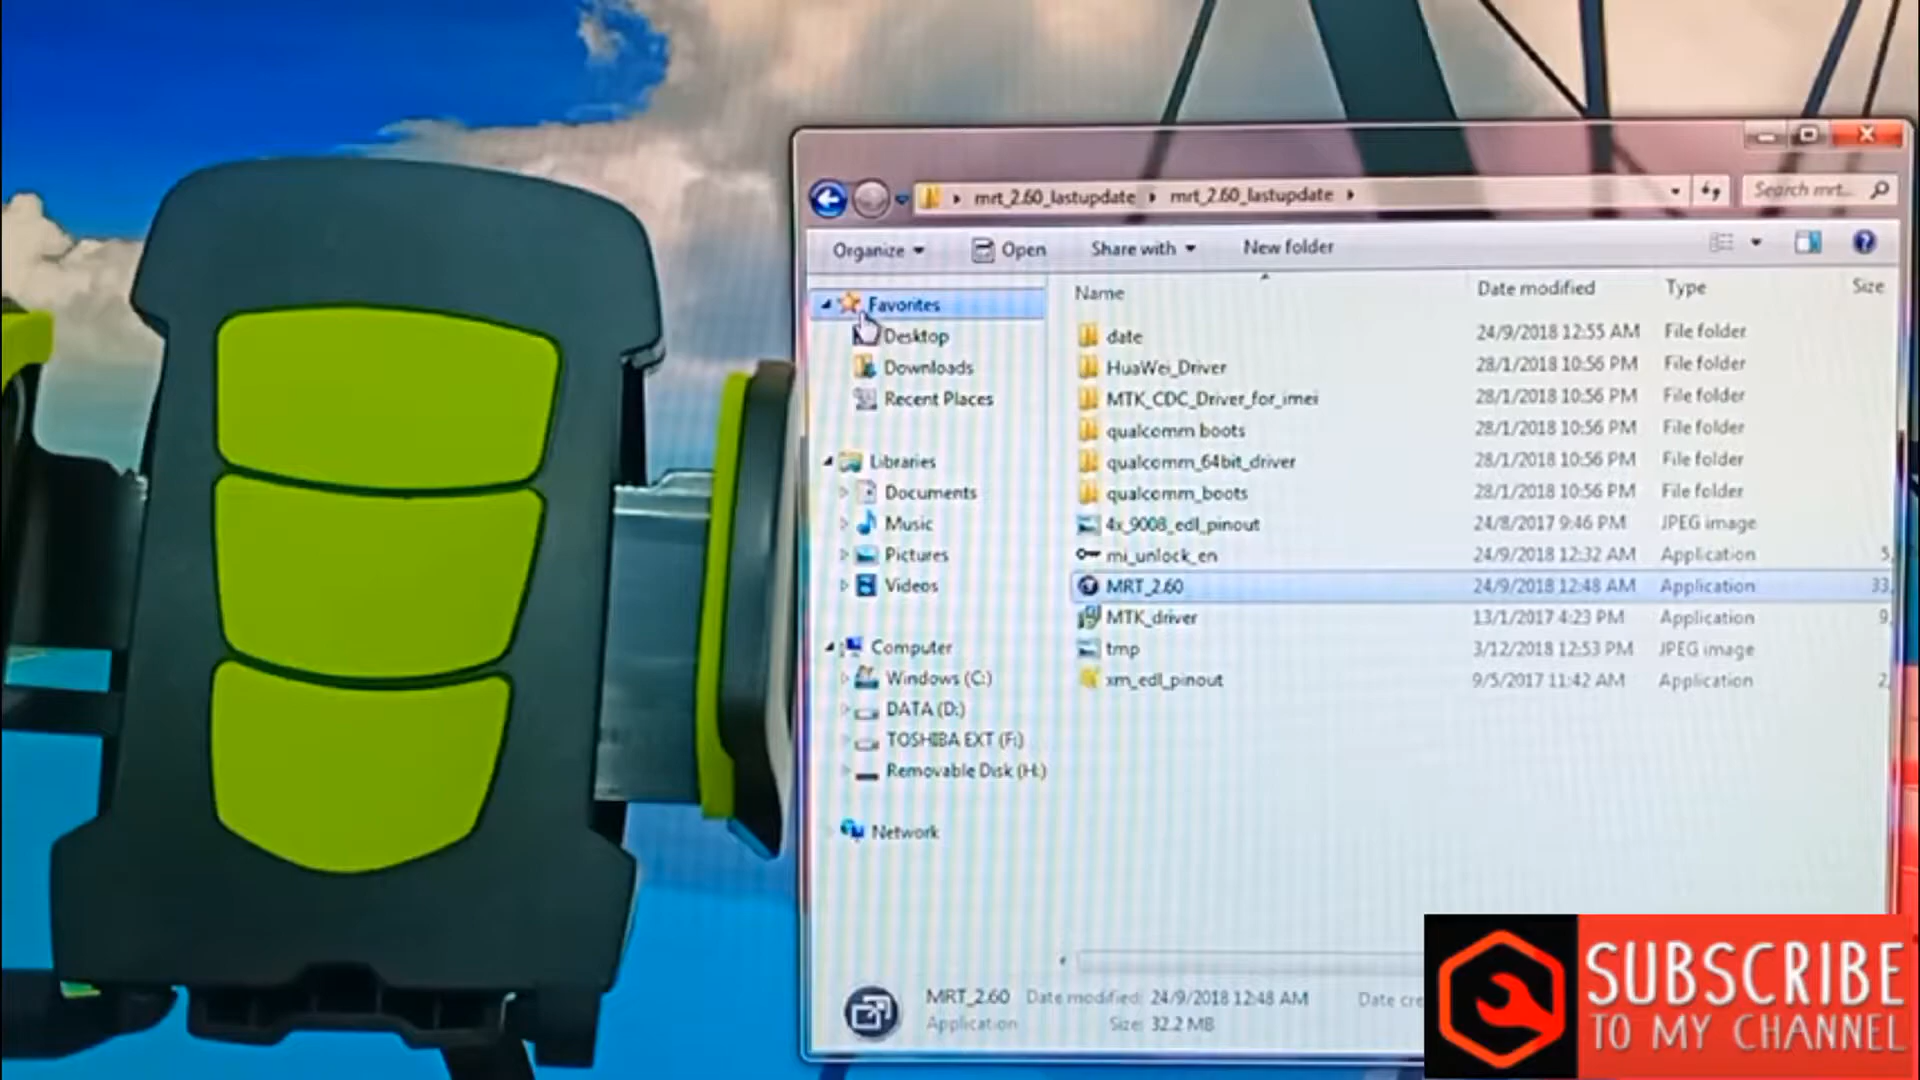 mrt_2.60_lastupdate mrt_2.60_lastupdate Search mrt...
Organize Open Share with New folder
Name Date modified Type Size
Favorites
Desktop
Downloads
Recent Places
Libraries
Documents
Music
Pictures
Videos
Computer
Windows (C:)
DATA (D:)
TOSHIBA EXT (F:)
Removable Disk (H:)
Network
date 24/9/2018 12:55 AM File folder
HuaWei_Driver 28/1/2018 10:56 PM File folder
MTK_CDC_Driver_for_imei 28/1/2018 10:56 PM File folder
qualcomm boots 28/1/2018 10:56 PM File folder
qualcomm_64bit_driver 28/1/2018 10:56 PM File folder
qualcomm_boots 28/1/2018 10:56 PM File folder
4x_9008_edl_pinout 24/8/2017 9:46 PM JPEG image
mi_unlock_en 24/9/2018 12:32 AM Application 5,
MRT_2.60 24/9/2018 12:48 AM Application 33,
MTK_driver 13/1/2017 4:23 PM Application 9,
tmp 3/12/2018 12:53 PM JPEG image
xm_edl_pinout 9/5/2017 11:42 AM Application 2,
MRT_2.60 Date modified: 24/9/2018 12:48 AM Date cre
Application Size: 32.2 MB
SUBSCRIBE
TO MY CHANNEL